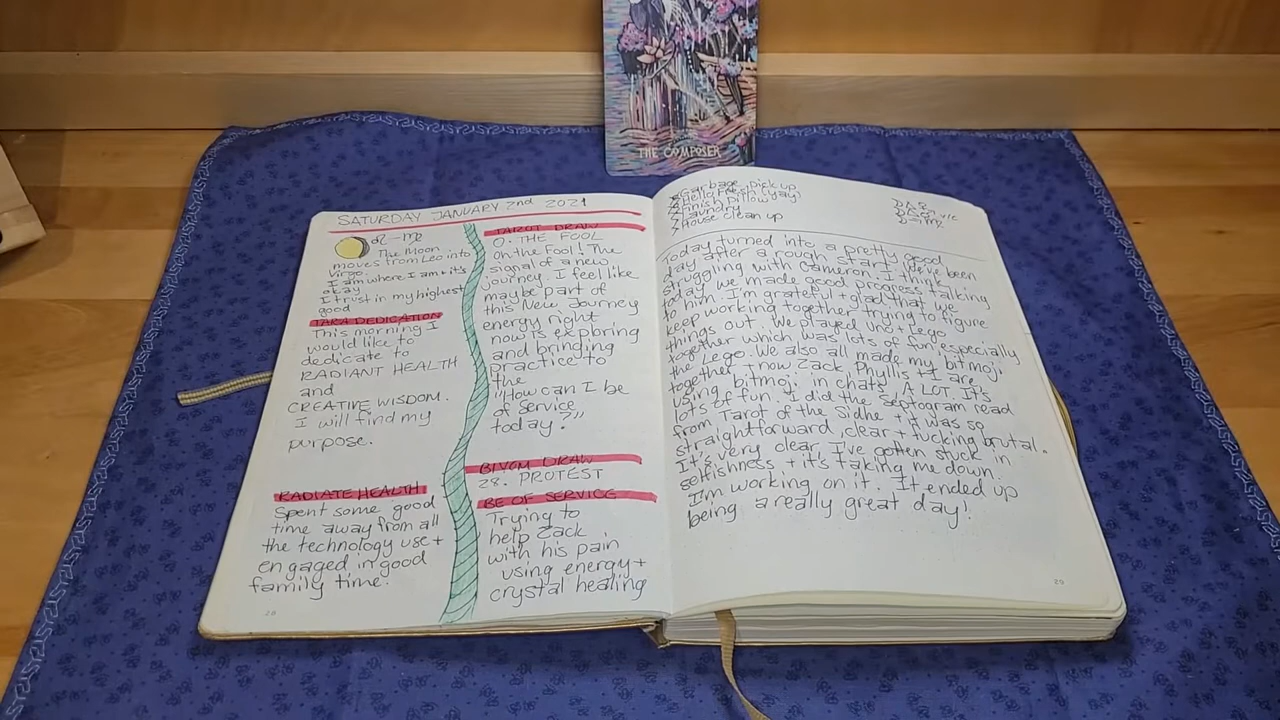 THE COMPOSER
SATURDAY JANUARY 2nd 2021
♌→♍
The Moon
moves from Leo into
Virgo.
I am where I am + it's
okay
I trust in my highest
good
TARA DEDICATION
This morning I
would like to
dedicate to
RADIANT HEALTH
and
CREATIVE WISDOM.
I will find my
purpose.
RADIATE HEALTH
Spent some good
time away from all
the technology use +
engaged in good
family time.
28
TAROT DRAW
0. THE FOOL
Oh the Fool! The
signal of a new
journey. I feel like
maybe part of
this New Journey
energy right
now is exploring
and brinding
practice to
the
"How can I be
of service
today?"
28. PROTEST
BE OF SERVICE
Trying to
help Zack
with his pain
using energy +
crystal healing
Garbage pick up
Hello Fresh (yay)
Finish pillow
Laundry
House clean up
Today turned into a pretty good
day after a rough start. We've been
struggling with Cameron. I think
today we made good progress talking
to him. I'm grateful + glad that we
keep working together trying to figure
things out. We played Uno + Lego
together which was lots of fun, especially
the Lego. We also all made my bitmoji
together + now Zack Phyllis + I are
using bitmoji in chats A LOT. It's
lots of fun. I did the Septogram read
from Tarot of the Sidhe + it was so
straightforward, clear + fucking brutal.
It's very clear I've gotten stuck in
selfishness + it's taking me down.
I'm working on it. It ended up
being a really great day!
29